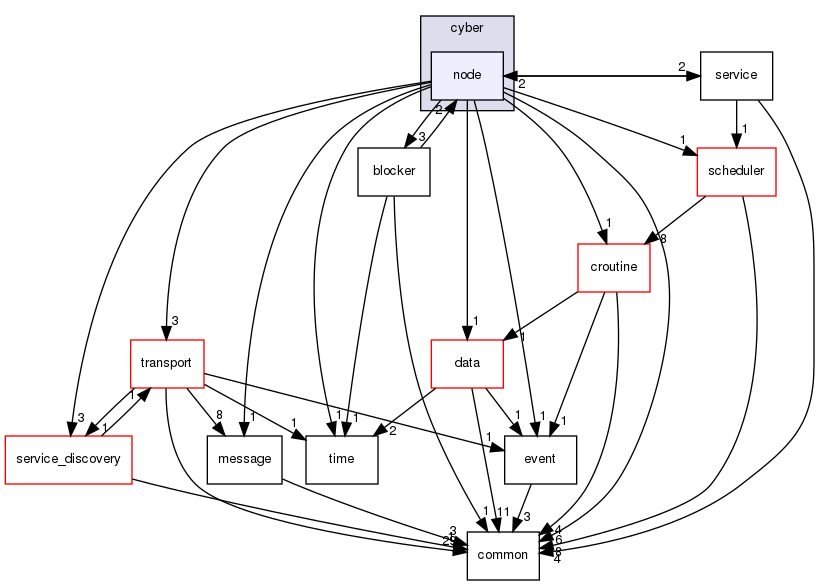 cyber
node
service
2
2
2
3
1
1
blocker
scheduler
1
8
croutine
3
1
1
transport
data
1
3
1
8
1
1
1
1
2
1
1
1
service_discovery
message
time
event
1
11
3
3
2
4
6
8
4
common